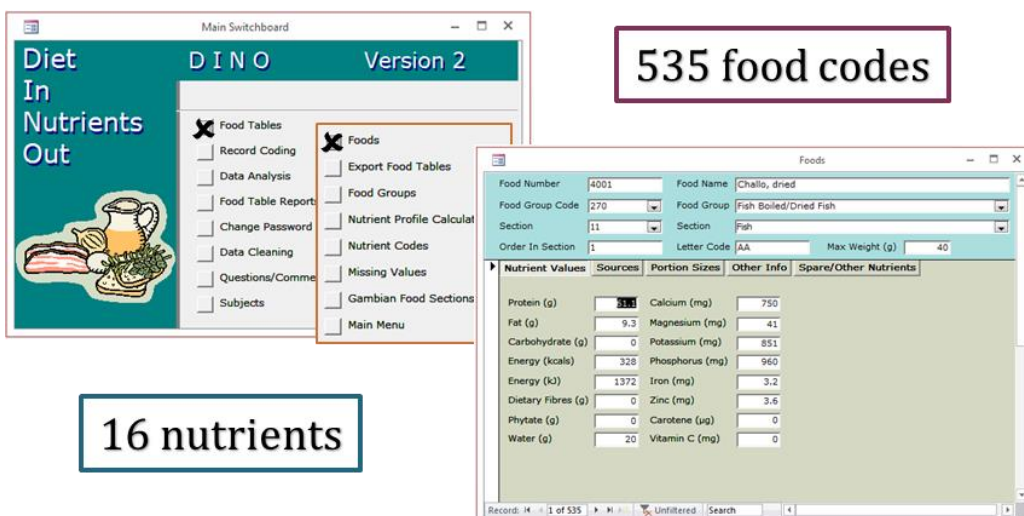 Main Switchboard
Diet
In
Nutrients
Out
D I N O Version 2
Food Tables
Record Coding
Data Analysis
Food Table Report
Change Password
Data Cleaning
Questions/Comme
Subjects
Foods
Export Food Tables
Food Groups
Nutrient Profile Calculat
Nutrient Codes
Missing Values
Gambian Food Sections
Main Menu
535 food codes
16 nutrients
Foods
Food Number 4001 Food Name Challo, dried
Food Group Code 270 Food Group Fish Boiled/Dried Fish
Section 11 Section Fish
Order In Section 1 Letter Code AA Max Weight (g) 40
Nutrient Values Sources Portion Sizes Other Info Spare/Other Nutrients
Protein (g) 61.1 Calcium (mg) 750
Fat (g) 9.3 Magnesium (mg) 41
Carbohydrate (g) 0 Potassium (mg) 851
Energy (kcals) 328 Phosphorus (mg) 960
Energy (kJ) 1372 Iron (mg) 3.2
Dietary Fibres (g) 0 Zinc (mg) 3.6
Phytate (g) 0 Carotene (µg) 0
Water (g) 20 Vitamin C (mg) 0
Record: 1 of 535 Unfiltered Search